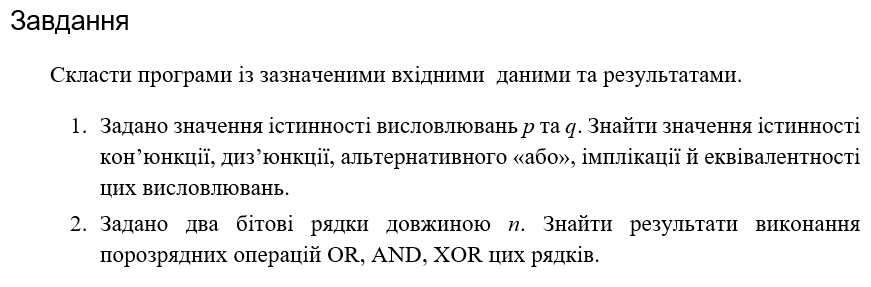 Завдання
Скласти програми із зазначеними вхідними даними та результатами.
1. Задано значення істинності висловлювань p та q. Знайти значення істинності
кон’юнкції, диз’юнкції, альтернативного «або», імплікації й еквівалентності
цих висловлювань.
2. Задано два бітові рядки довжиною n. Знайти результати виконання
порозрядних операцій OR, AND, XOR цих рядків.